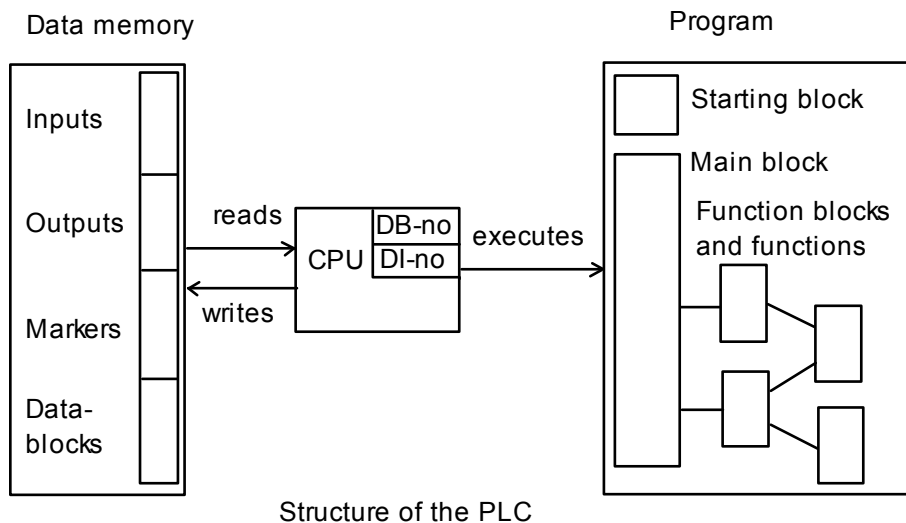 Data memory
Inputs
Outputs
Markers
Data-
blocks
reads
writes
CPU
DB-no
DI-no
executes
Program
Starting block
Main block
Function blocks
and functions
Structure of the PLC